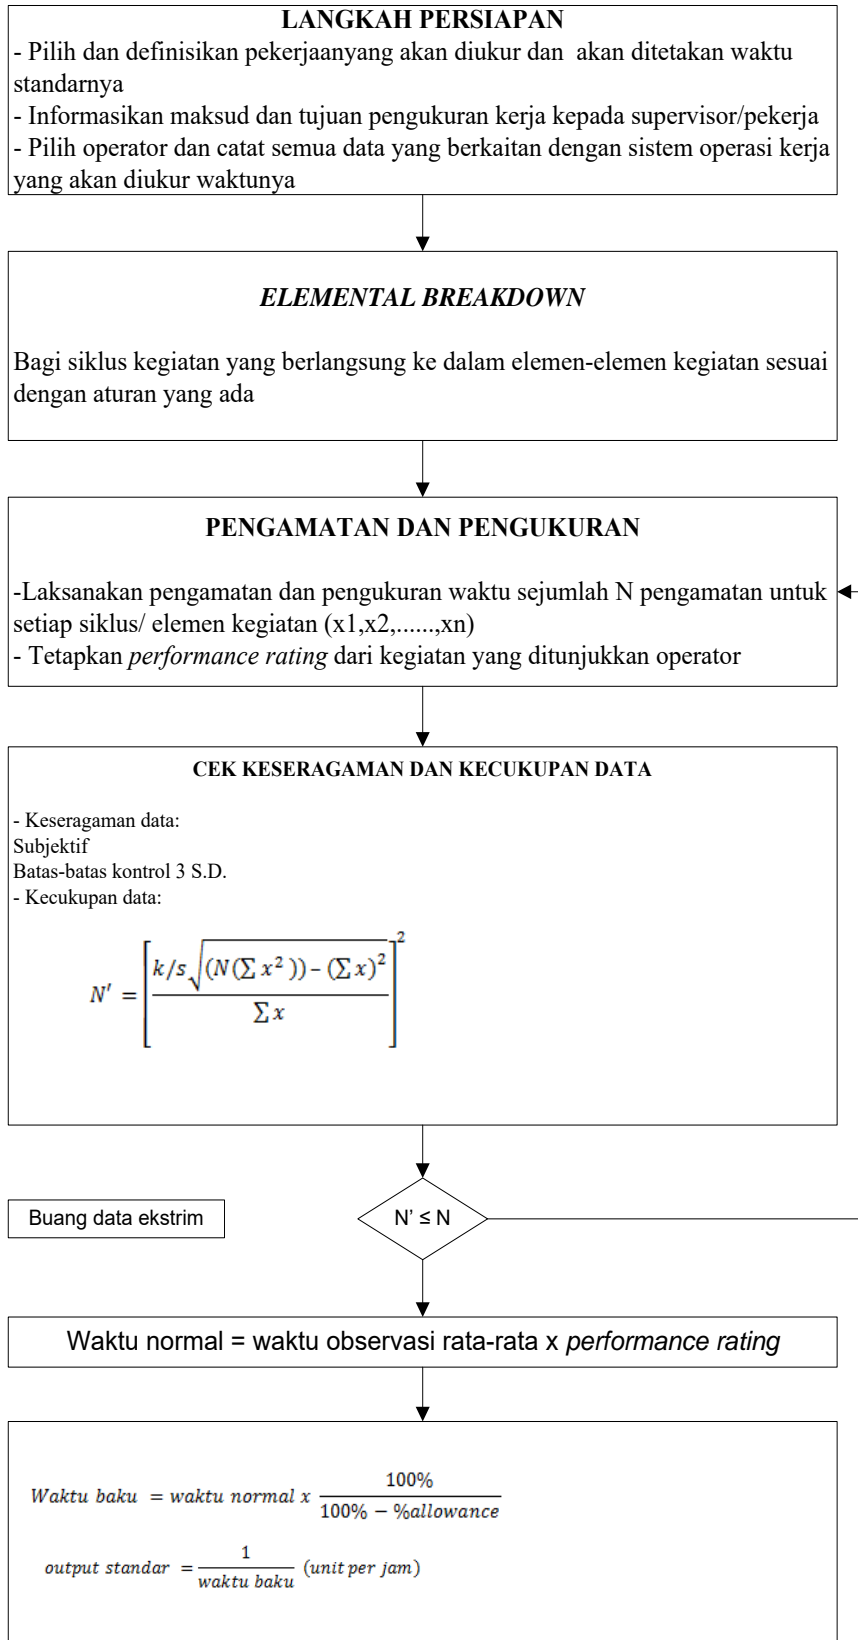 LANGKAH PERSIAPAN
- Pilih dan definisikan pekerjaanyang akan diukur dan akan ditetakan waktu
standarnya
- Informasikan maksud dan tujuan pengukuran kerja kepada supervisor/pekerja
- Pilih operator dan catat semua data yang berkaitan dengan sistem operasi kerja
yang akan diukur waktunya
ELEMENTAL BREAKDOWN
Bagi siklus kegiatan yang berlangsung ke dalam elemen-elemen kegiatan sesuai
dengan aturan yang ada
PENGAMATAN DAN PENGUKURAN
-Laksanakan pengamatan dan pengukuran waktu sejumlah N pengamatan untuk
setiap siklus/ elemen kegiatan (x1,x2,......,xn)
- Tetapkan performance rating dari kegiatan yang ditunjukkan operator
CEK KESERAGAMAN DAN KECUKUPAN DATA
- Keseragaman data:
Subjektif
Batas-batas kontrol 3 S.D.
- Kecukupan data:
N' = [k/s√(N(∑ x²)) − (∑ x)² / ∑ x]²
Buang data ekstrim
N' ≤ N
Waktu normal = waktu observasi rata-rata x performance rating
Waktu baku = waktu normal x 100% / 100% − %allowance
output standar = 1 / waktu baku (unit per jam)